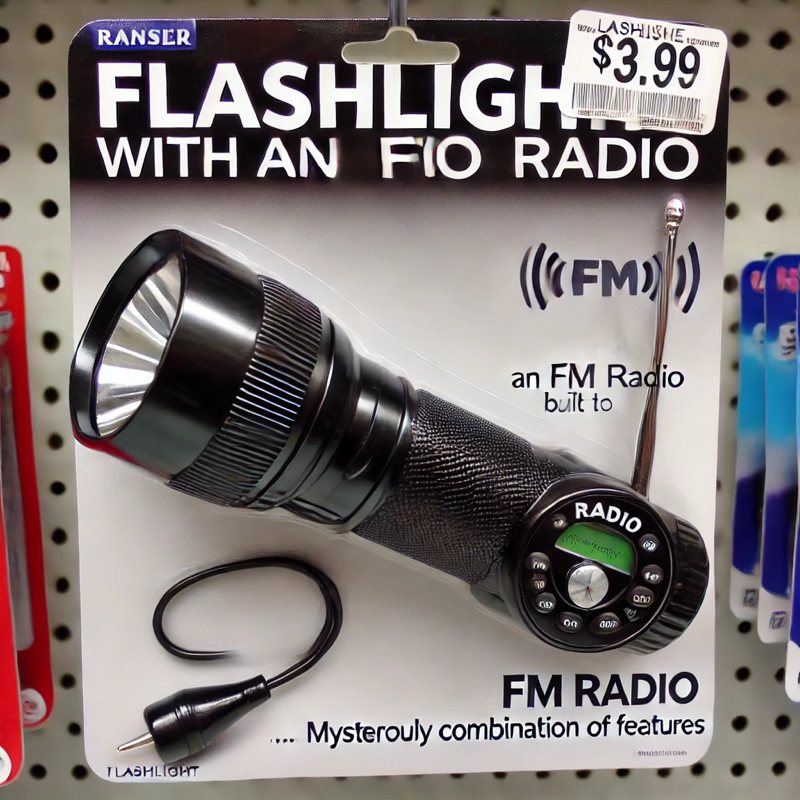 RANSER
$3.99
FLASHLIGH
WITH AN FIO RADIO
FM
an FM Radio
built to
RADIO
FM RADIO
.... Mysterouly combination of features
FLASHLIGHT